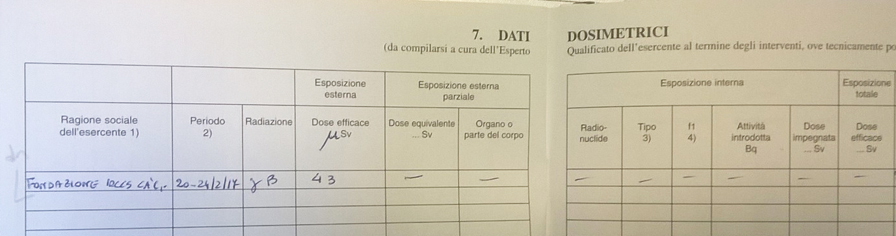 7. DATI
(da compilarsi a cura dell'Esperto
Esposizione
esterna
Esposizione esterna
parziale
Ragione sociale
dell'esercente 1)
Periodo
2)
Radiazione
Dose efficace
μSv
Dose equivalente
... Sv
Organo o
parte del corpo
FONDAZIONE IRCCS CA'
20-24/2/17
γ β
43
—
—
DOSIMETRICI
Qualificato dell'esercente al termine degli interventi, ove tecnicamente po
Esposizione interna
Esposizione
totale
Radio-
nuclide
Tipo
3)
f1
4)
Attività
introdotta
Bq
Dose
impegnata
... Sv
Dose
efficace
... Sv
—
—
—
—
—
—